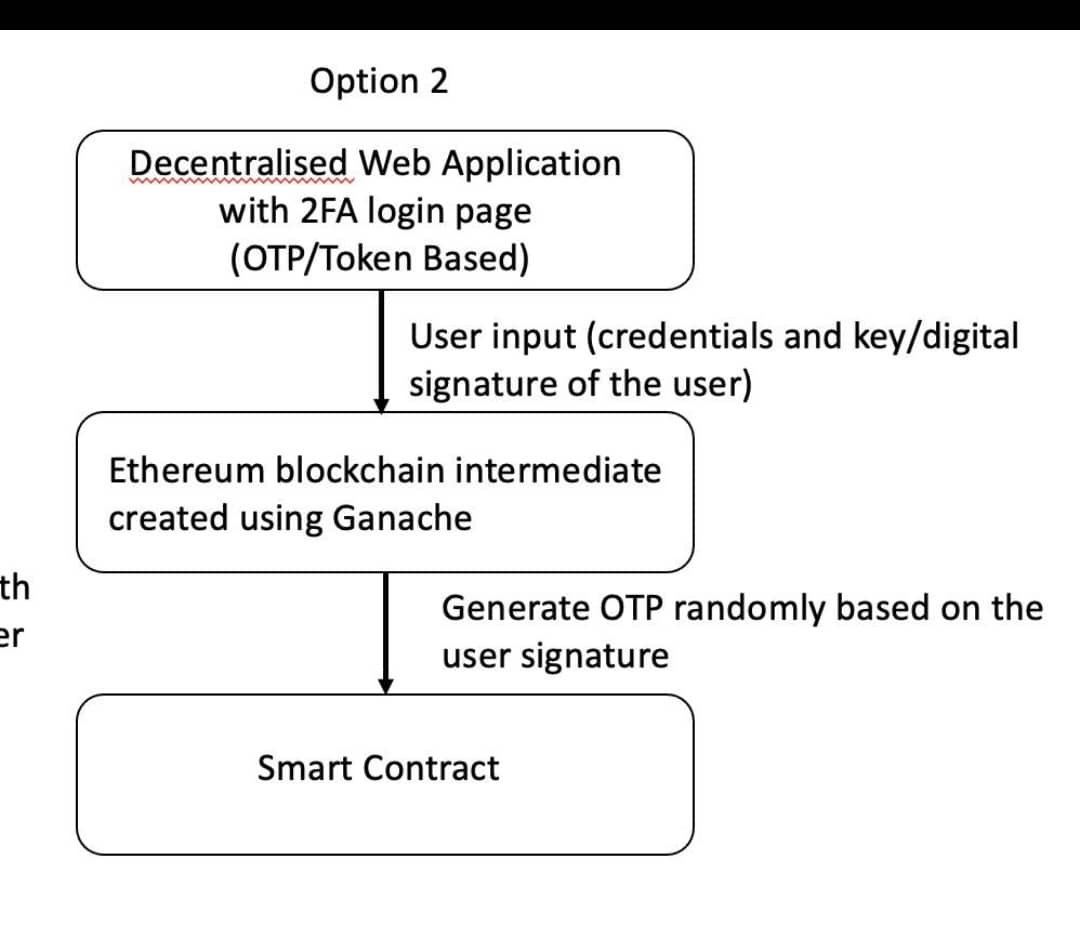 Option 2
Decentralised Web Application
with 2FA login page
(OTP/Token Based)
User input (credentials and key/digital
signature of the user)
Ethereum blockchain intermediate
created using Ganache
th
er
Generate OTP randomly based on the
user signature
Smart Contract